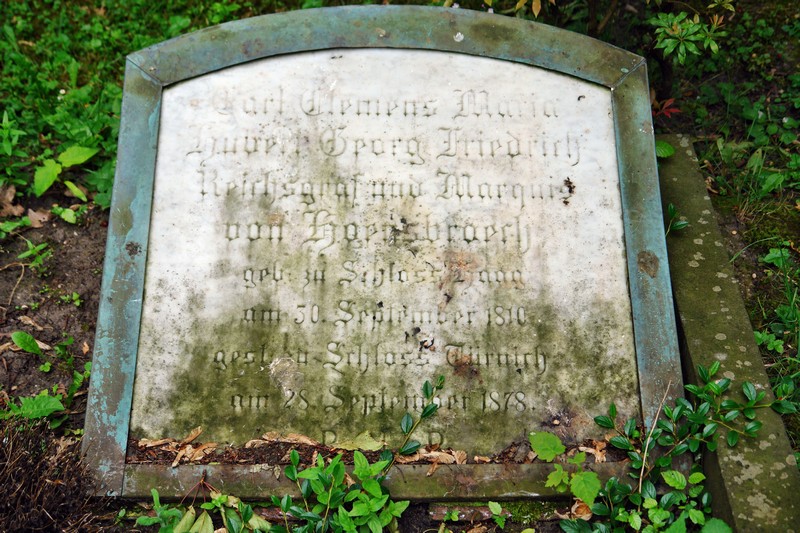 Carl Clemens Maria
Hubert Georg Friedrich
Reichsgraf und Marquis
von Hoensbroech
geb. zu Schloss Haag
am 30. September 1810.
gest. zu Schloss Türnich
am 28. September 1878.
R. P.